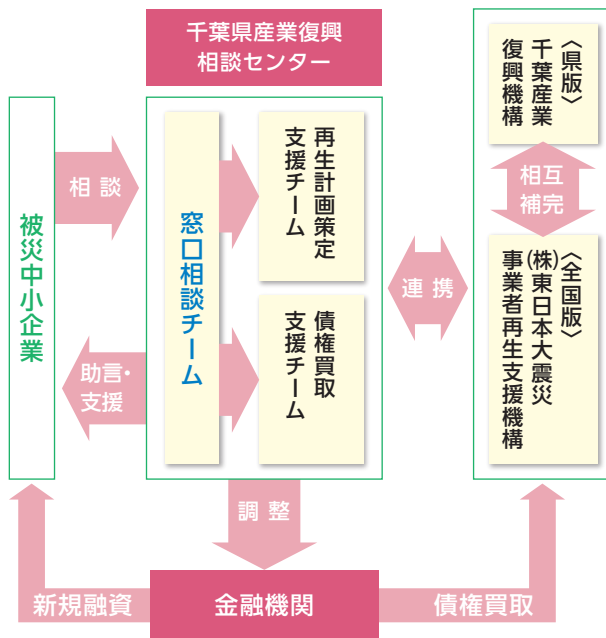 千葉県産業復興
相談センター
被災中小企業
相談
助言・
支援
窓口相談チーム
再生計画策定
支援チーム
債権買取
支援チーム
連携
〈県版〉
千葉産業
復興機構
相互
補完
〈全国版〉
(株)東日本大震災
事業者再生支援機構
調整
新規融資
金融機関
債権買取